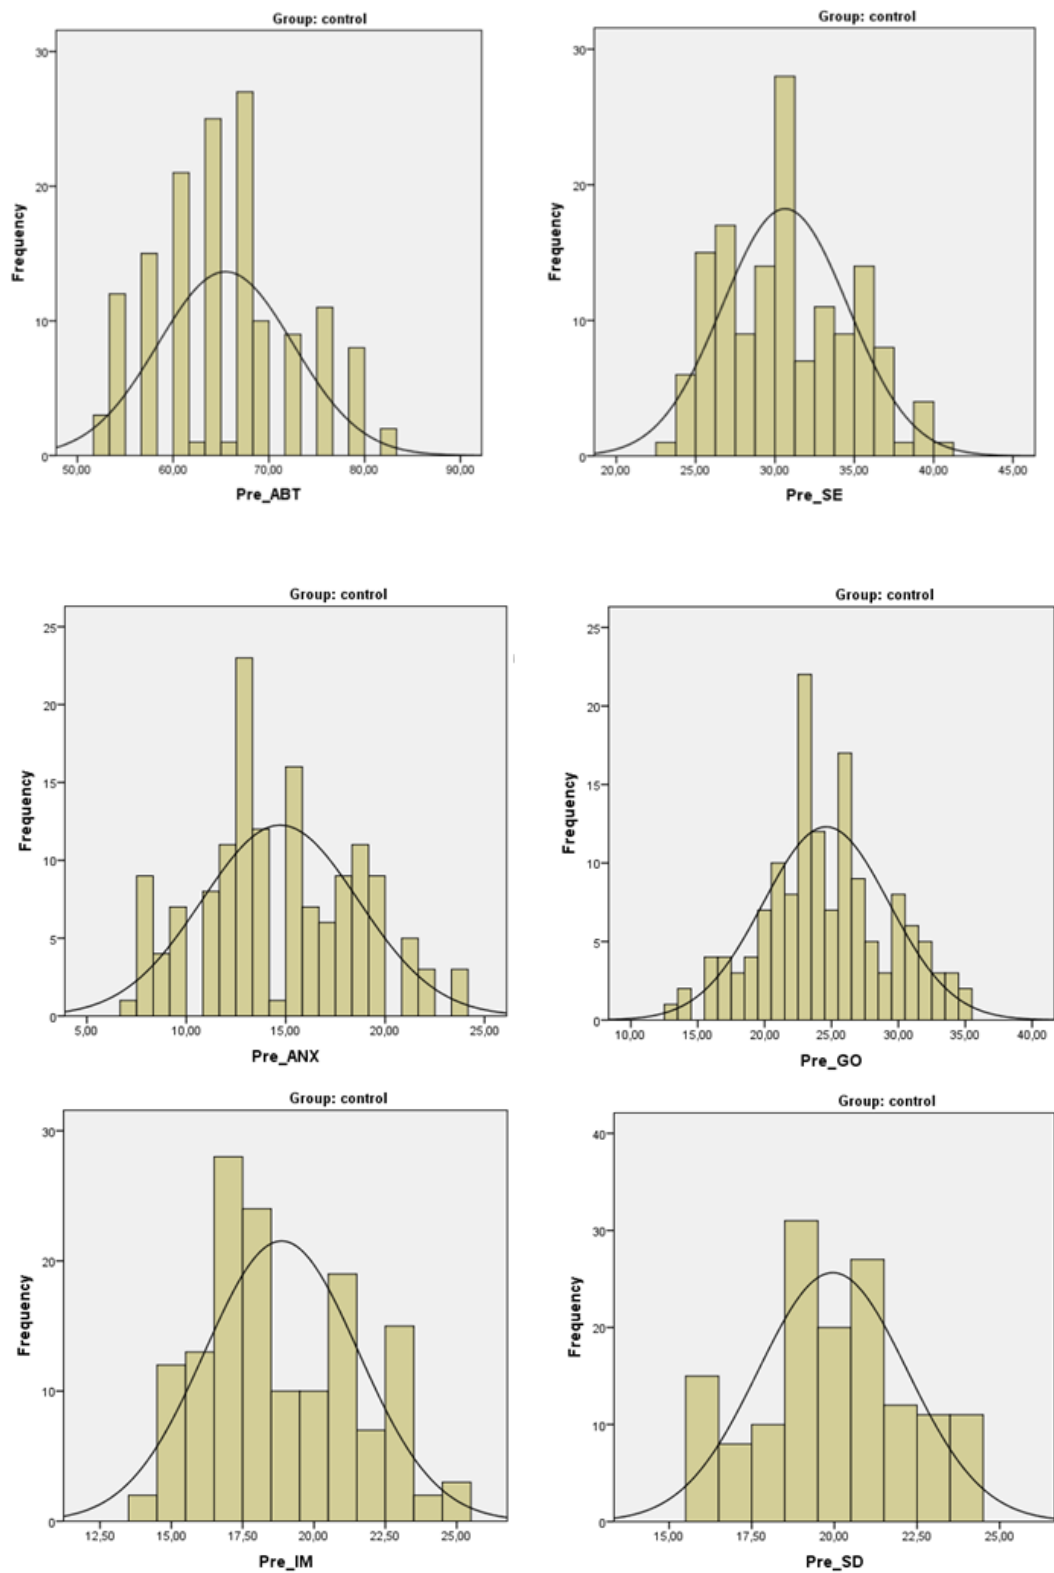 Group: control
30
20
10
0
Frequency
50,00 60,00 70,00 80,00 90,00
Pre_ABT
Group: control
30
20
10
0
Frequency
20,00 25,00 30,00 35,00 40,00 45,00
Pre_SE
Group: control
25
20
15
10
5
0
Frequency
5,00 10,00 15,00 20,00 25,00
Pre_ANX
Group: control
25
20
15
10
5
0
Frequency
10,00 15,00 20,00 25,00 30,00 35,00 40,00
Pre_GO
Group: control
30
20
10
0
Frequency
12,50 15,00 17,50 20,00 22,50 25,00
Pre_IM
Group: control
40
30
20
10
0
Frequency
15,00 17,50 20,00 22,50 25,00
Pre_SD